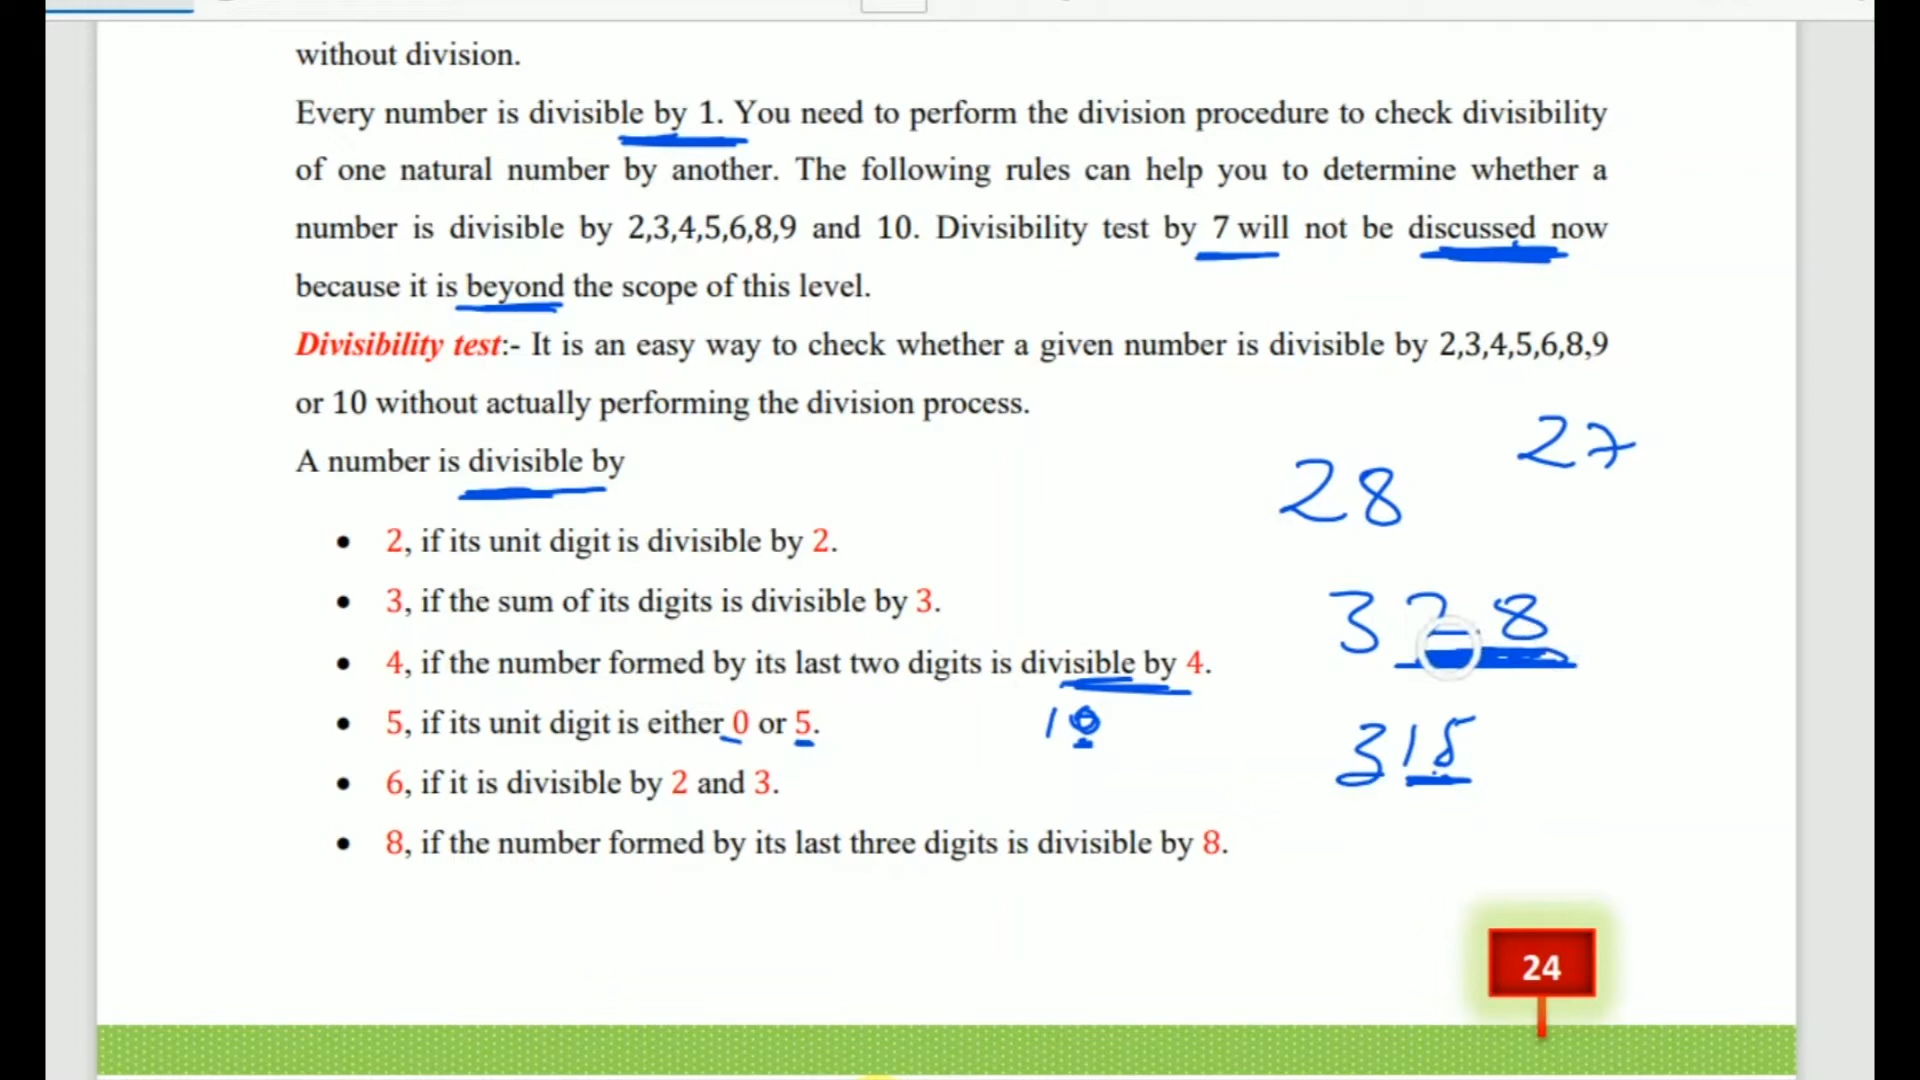 without division.
Every number is divisible by 1. You need to perform the division procedure to check divisibility
of one natural number by another. The following rules can help you to determine whether a
number is divisible by 2,3,4,5,6,8,9 and 10. Divisibility test by 7 will not be discussed now
because it is beyond the scope of this level.
Divisibility test:- It is an easy way to check whether a given number is divisible by 2,3,4,5,6,8,9
or 10 without actually performing the division process.
27
A number is divisible by
28
• 2, if its unit digit is divisible by 2.
• 3, if the sum of its digits is divisible by 3.
3 8
• 4, if the number formed by its last two digits is divisible by 4.
• 5, if its unit digit is either 0 or 5.
10
315
• 6, if it is divisible by 2 and 3.
• 8, if the number formed by its last three digits is divisible by 8.
24